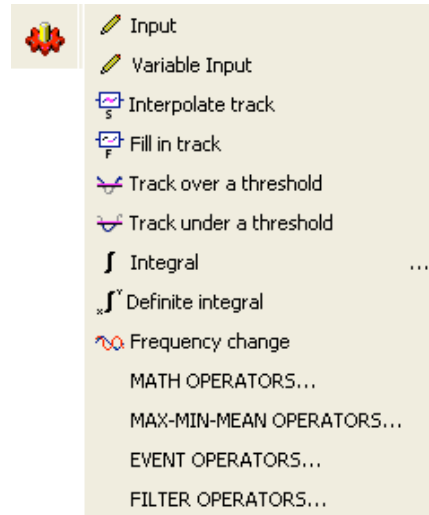 Input
Variable Input
Interpolate track
Fill in track
Track over a threshold
Track under a threshold
Integral ...
Definite integral
Frequency change
MATH OPERATORS...
MAX-MIN-MEAN OPERATORS...
EVENT OPERATORS...
FILTER OPERATORS...